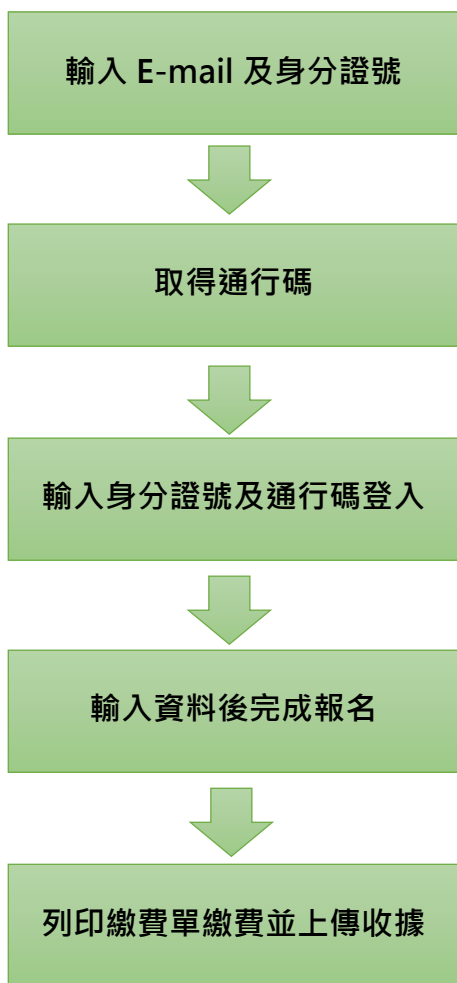 輸入 E-mail 及身分證號
取得通行碼
輸入身分證號及通行碼登入
輸入資料後完成報名
列印繳費單繳費並上傳收據